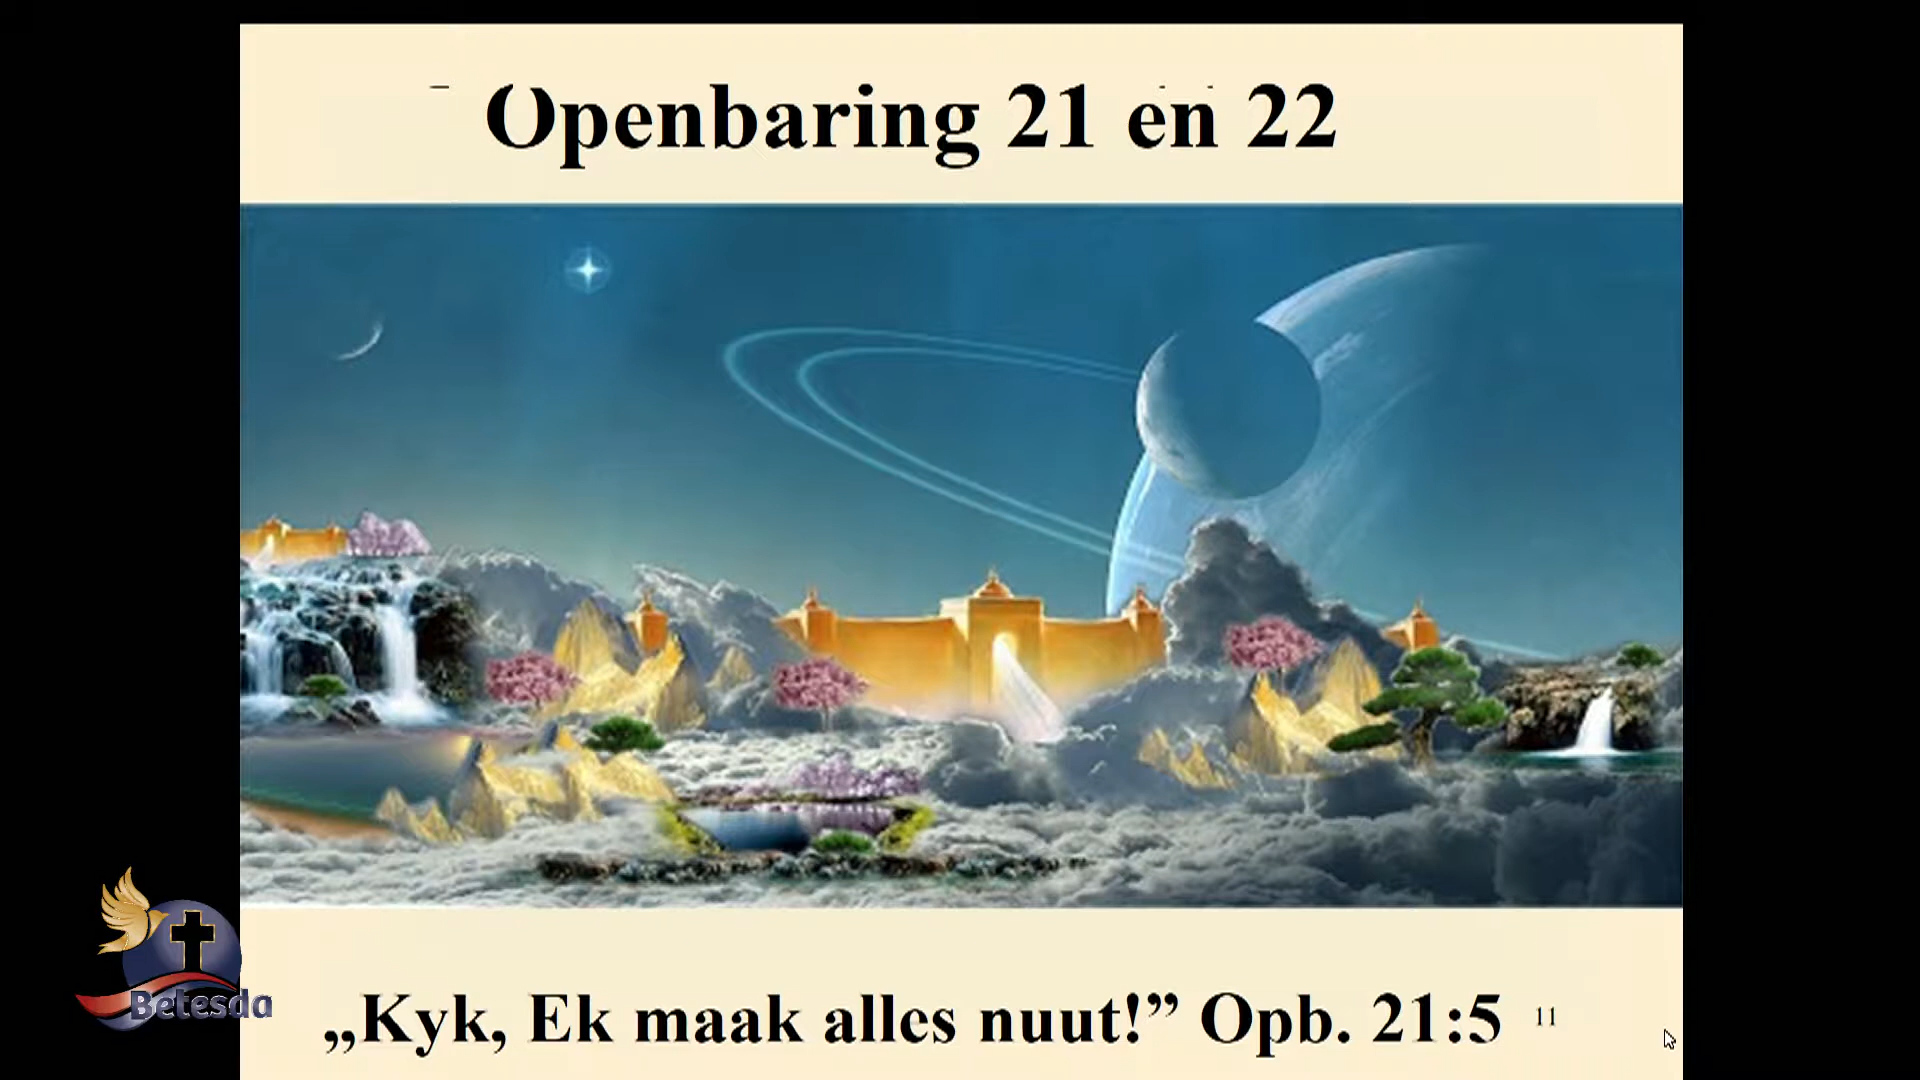 Openbaring 21 en 22
Betesda
„Kyk, Ek maak alles nuut!” Opb. 21:5
11